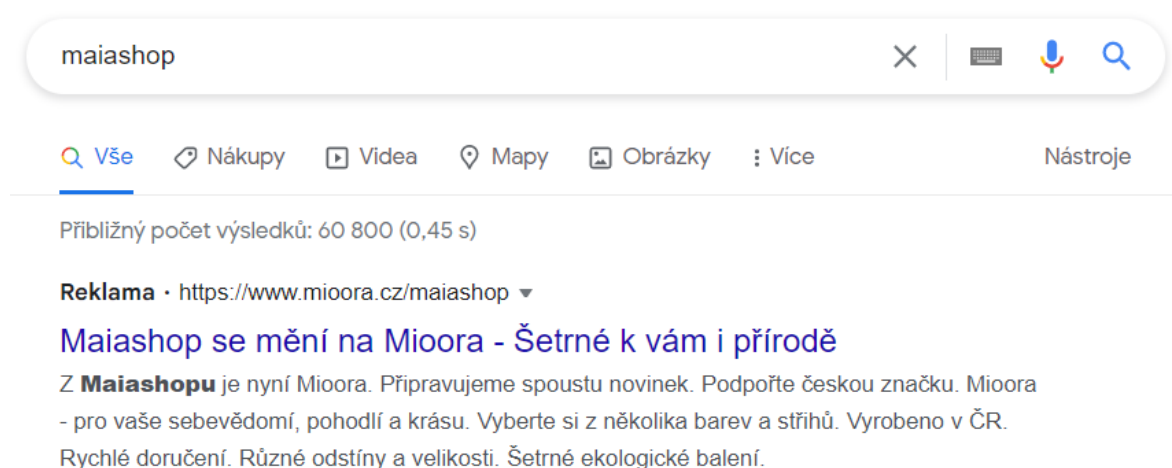 maiashop
Vše Nákupy Videa Mapy Obrázky Více Nástroje
Přibližný počet výsledků: 60 800 (0,45 s)
Reklama · https://www.mioora.cz/maiashop
Maiashop se mění na Mioora - Šetrné k vám i přírodě
Z Maiashopu je nyní Mioora. Připravujeme spoustu novinek. Podpořte českou značku. Mioora
- pro vaše sebevědomí, pohodlí a krásu. Vyberte si z několika barev a střihů. Vyrobeno v ČR.
Rychlé doručení. Různé odstíny a velikosti. Šetrné ekologické balení.